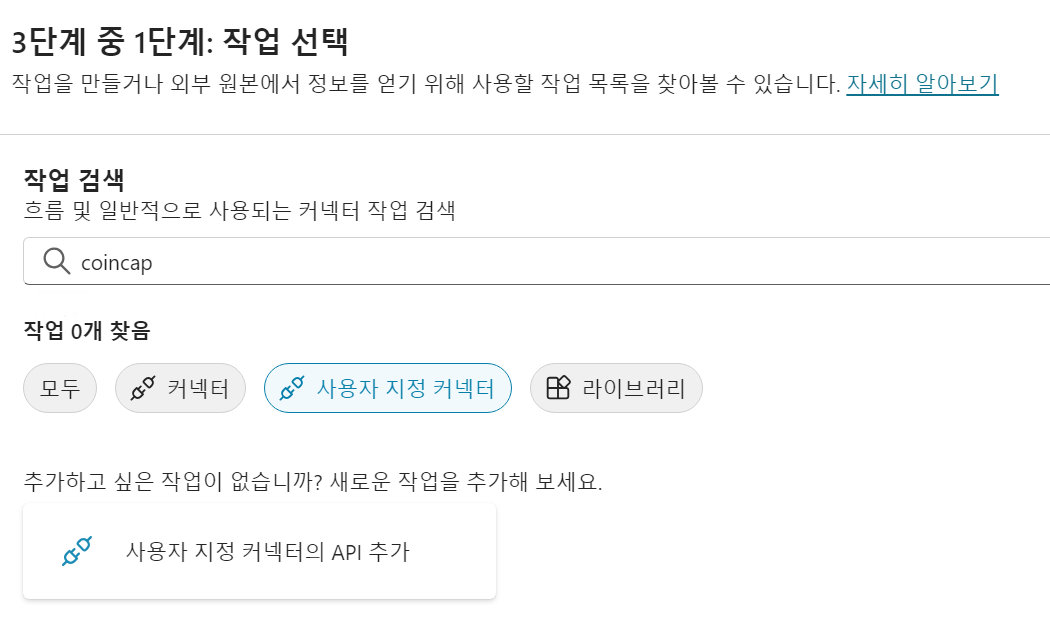 3단계 중 1단계: 작업 선택
작업을 만들거나 외부 원본에서 정보를 얻기 위해 사용할 작업 목록을 찾아볼 수 있습니다. 자세히 알아보기
작업 검색
흐름 및 일반적으로 사용되는 커넥터 작업 검색
coincap
작업 0개 찾음
모두 커넥터 사용자 지정 커넥터 라이브러리
추가하고 싶은 작업이 없습니까? 새로운 작업을 추가해 보세요.
사용자 지정 커넥터의 API 추가